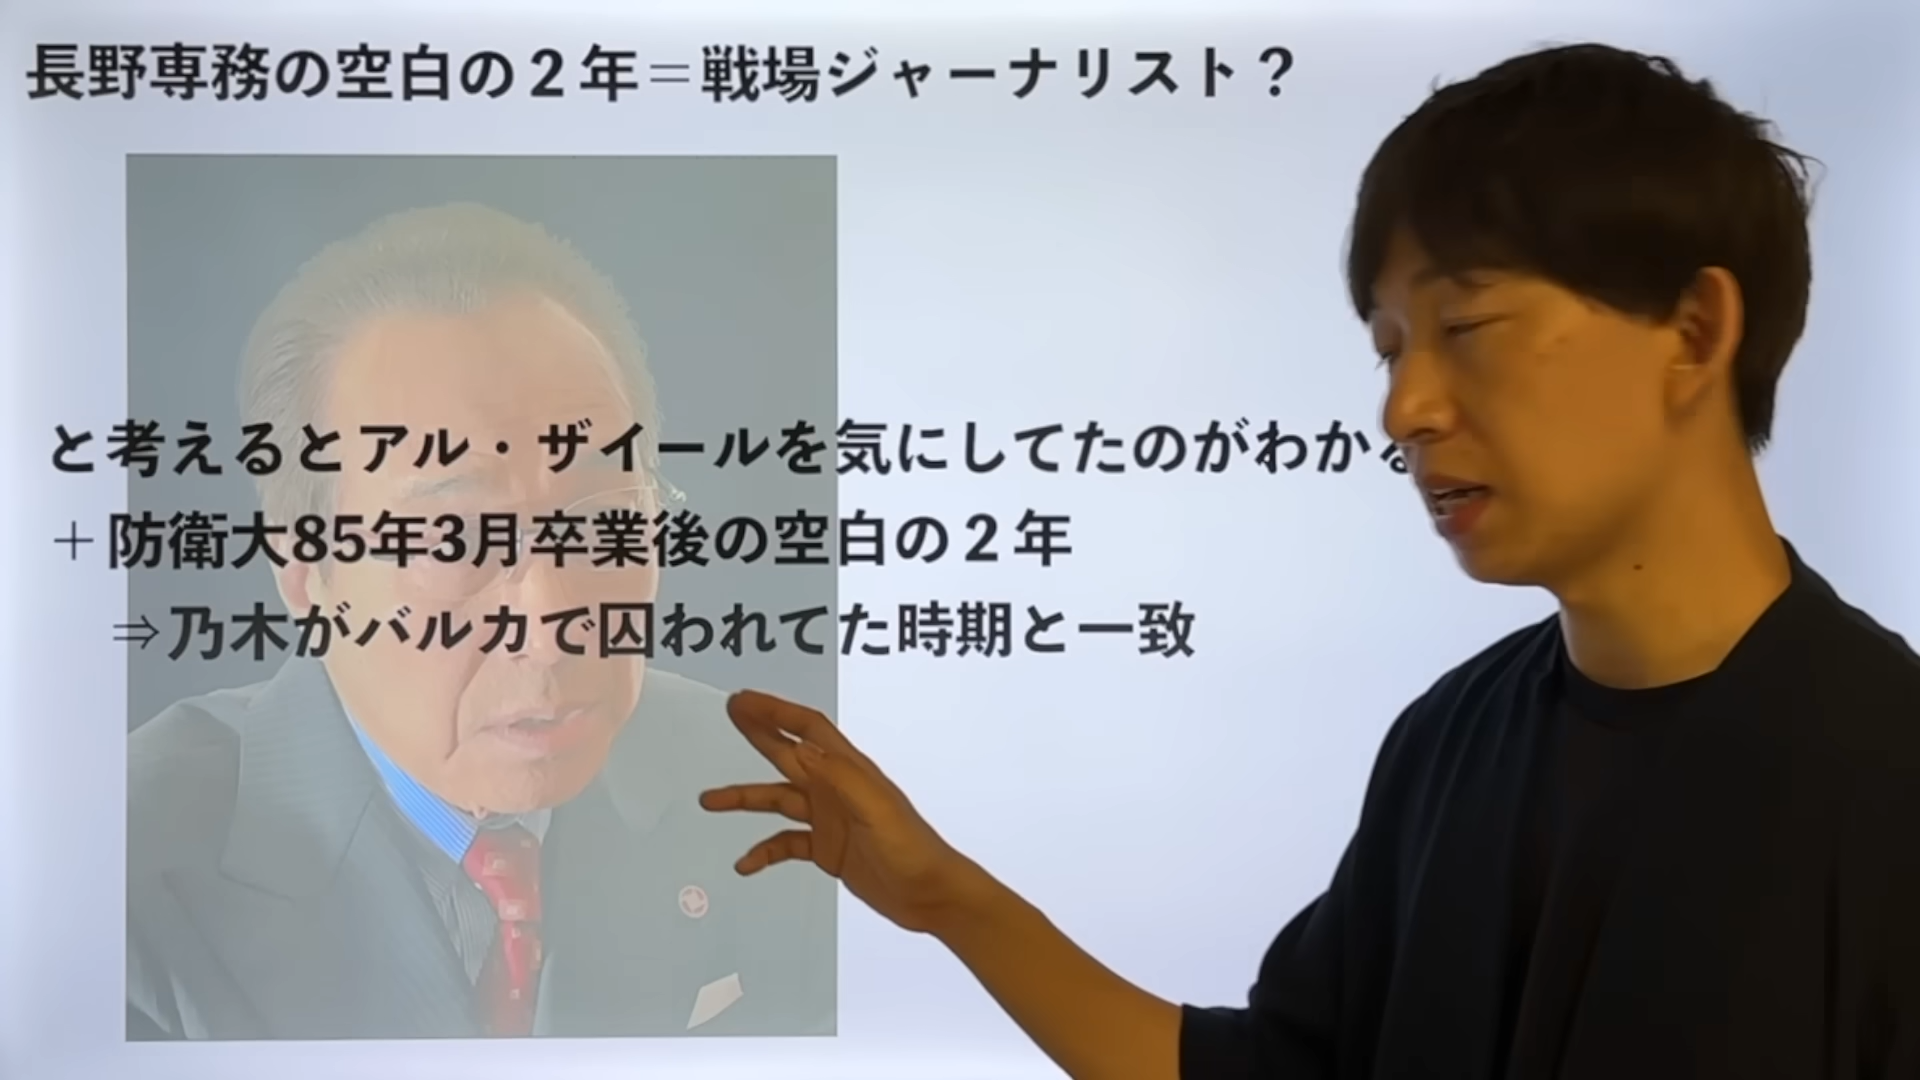 長野専務の空白の２年＝戦場ジャーナリスト？
と考えるとアル・ザイールを気にしてたのがわかる
＋防衛大85年3月卒業後の空白の２年
⇒乃木がバルカで囚われてた時期と一致